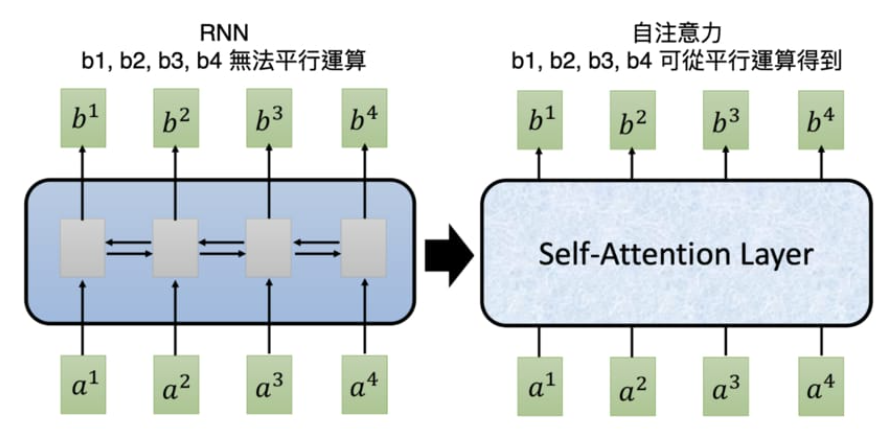 RNN
b1, b2, b3, b4 無法平行運算
b¹ b² b³ b⁴
a¹ a² a³ a⁴
自注意力
b1, b2, b3, b4 可從平行運算得到
b¹ b² b³ b⁴
Self-Attention Layer
a¹ a² a³ a⁴